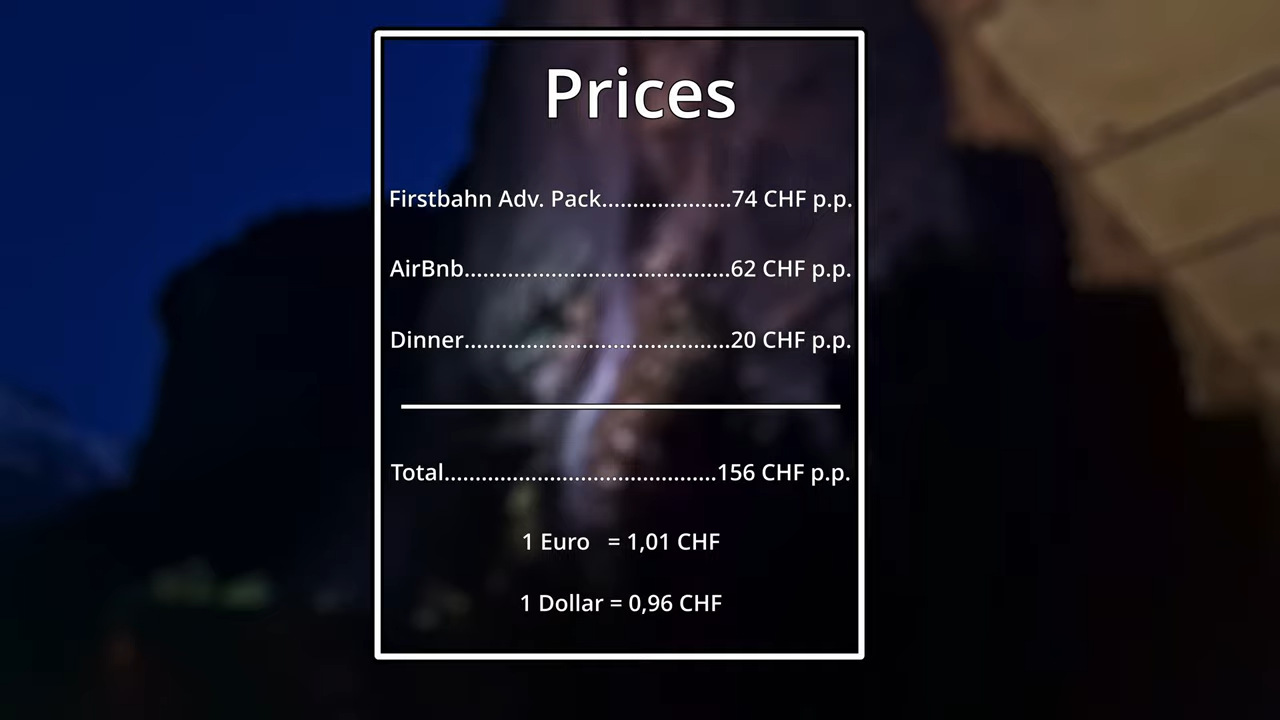 Prices
Firstbahn Adv. Pack.....................74 CHF p.p.
AirBnb...........................................62 CHF p.p.
Dinner...........................................20 CHF p.p.
Total............................................156 CHF p.p.
1 Euro = 1,01 CHF
1 Dollar = 0,96 CHF